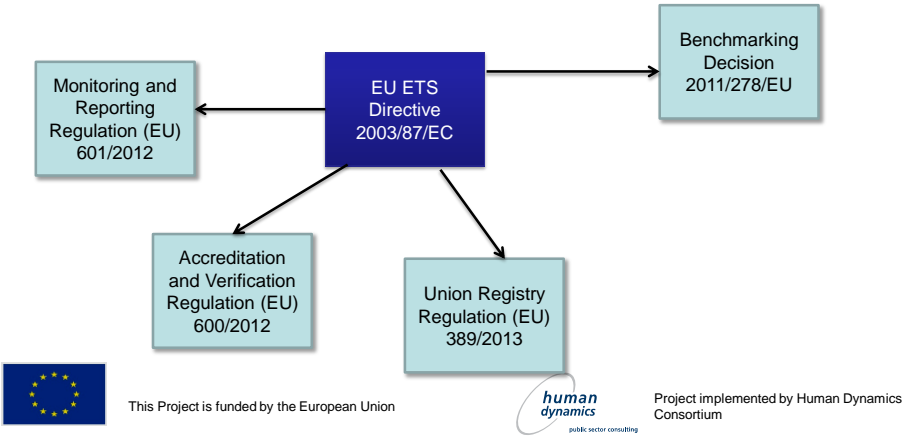 Benchmarking
Decision
2011/278/EU
EU ETS
Directive
2003/87/EC
Monitoring and
Reporting
Regulation (EU)
601/2012
Accreditation
and Verification
Regulation (EU)
600/2012
Union Registry
Regulation (EU)
389/2013
This Project is funded by the European Union
human
dynamics
public sector consulting
Project implemented by Human Dynamics
Consortium